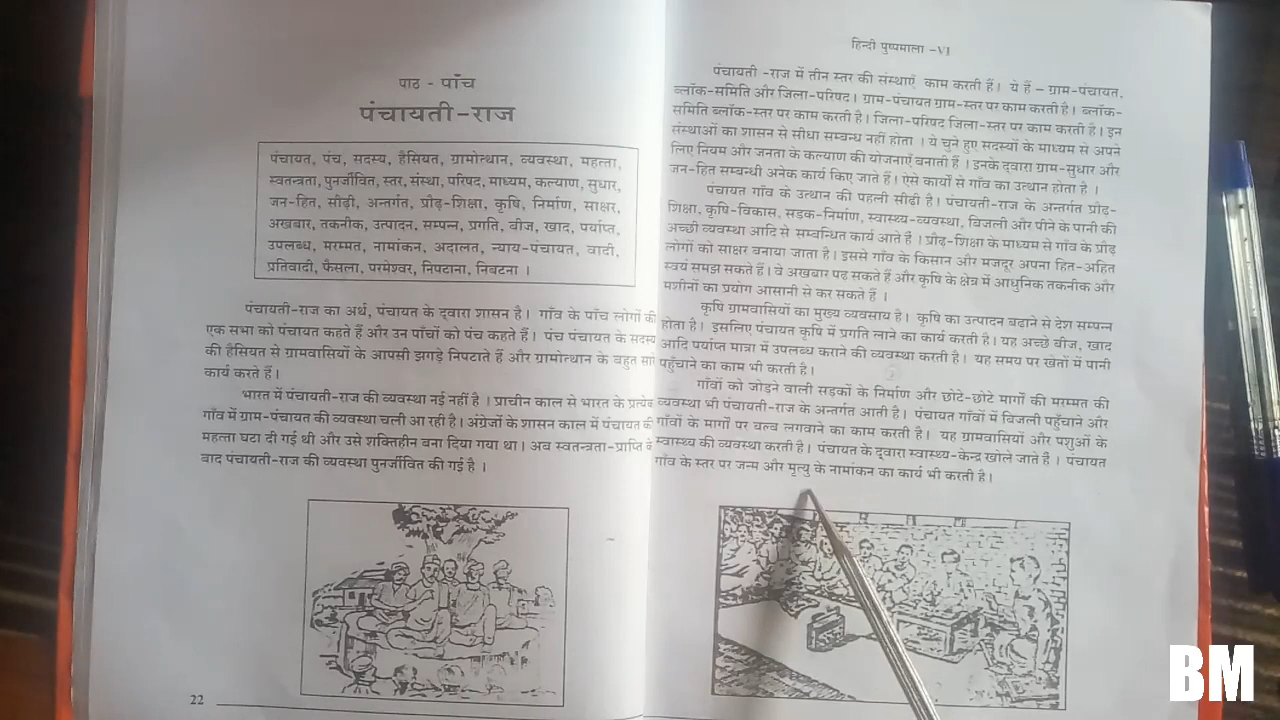 पाठ - पाँच
पंचायती-राज
पंचायत, पंच, सदस्य, हैसियत, ग्रामोत्थान, व्यवस्था, महत्ता,
स्वतन्त्रता, पुनर्जीवित, स्तर, संस्था, परिषद, माध्यम, कल्याण, सुधार,
जन-हित, सीढ़ी, अन्तर्गत, प्रौढ़-शिक्षा, कृषि, निर्माण, साक्षर,
अखबार, तकनीक, उत्पादन, सम्पन्न, प्रगति, बीज, खाद, पर्याप्त,
उपलब्ध, मरम्मत, नामांकन, अदालत, न्याय-पंचायत, वादी,
प्रतिवादी, फैसला, परमेश्वर, निपटाना, निबटना ।
पंचायती-राज का अर्थ, पंचायत के द्वारा शासन है। गाँव के पाँच लोगों की
एक सभा को पंचायत कहते हैं और उन पाँचों को पंच कहते हैं। पंच पंचायत के सदस्य
की हैसियत से ग्रामवासियों के आपसी झगड़े निपटाते हैं और ग्रामोत्थान के बहुत सारे
कार्य करते हैं।
भारत में पंचायती-राज की व्यवस्था नई नहीं है । प्राचीन काल से भारत के प्रत्येक
गाँव में ग्राम-पंचायत की व्यवस्था चली आ रही है। अंग्रेजों के शासन काल में पंचायत की
महत्ता घटा दी गई थी और उसे शक्तिहीन बना दिया गया था। अब स्वतन्त्रता-प्राप्ति के
बाद पंचायती-राज की व्यवस्था पुनर्जीवित की गई है ।
22
हिन्दी पुष्पमाला -VI
पंचायती -राज में तीन स्तर की संस्थाएँ काम करती हैं। ये हैं – ग्राम-पंचायत,
ब्लॉक-समिति और जिला-परिषद। ग्राम-पंचायत ग्राम-स्तर पर काम करती है। ब्लॉक-
समिति ब्लॉक-स्तर पर काम करती है। जिला-परिषद जिला-स्तर पर काम करती है। इन
संस्थाओं का शासन से सीधा सम्बन्ध नहीं होता । ये चुने हुए सदस्यों के माध्यम से अपने
लिए नियम और जनता के कल्याण की योजनाएँ बनाती हैं । इनके द्वारा ग्राम-सुधार और
जन-हित सम्बन्धी अनेक कार्य किए जाते हैं। ऐसे कार्यों से गाँव का उत्थान होता है ।
पंचायत गाँव के उत्थान की पहली सीढ़ी है। पंचायती-राज के अन्तर्गत प्रौढ़-
शिक्षा, कृषि-विकास, सड़क-निर्माण, स्वास्थ्य-व्यवस्था, बिजली और पीने के पानी की
अच्छी व्यवस्था आदि से सम्बन्धित कार्य आते हैं । प्रौढ़-शिक्षा के माध्यम से गाँव के प्रौढ़
लोगों को साक्षर बनाया जाता है। इससे गाँव के किसान और मजदूर अपना हित-अहित
स्वयं समझ सकते हैं। वे अखबार पढ़ सकते हैं और कृषि के क्षेत्र में आधुनिक तकनीक और
मशीनों का प्रयोग आसानी से कर सकते हैं ।
कृषि ग्रामवासियों का मुख्य व्यवसाय है। कृषि का उत्पादन बढ़ाने से देश सम्पन्न
होता है। इसलिए पंचायत कृषि में प्रगति लाने का कार्य करती है। यह अच्छे बीज, खाद
आदि पर्याप्त मात्रा में उपलब्ध कराने की व्यवस्था करती है। यह समय पर खेतों में पानी
पहुँचाने का काम भी करती है।
गाँवों को जोड़ने वाली सड़कों के निर्माण और छोटे-छोटे मार्गों की मरम्मत की
व्यवस्था भी पंचायती-राज के अन्तर्गत आती है। पंचायत गाँवों में बिजली पहुँचाने और
गाँवों के मार्गों पर बल्ब लगवाने का काम करती है। यह ग्रामवासियों और पशुओं के
स्वास्थ्य की व्यवस्था करती है। पंचायत के द्वारा स्वास्थ्य-केन्द्र खोले जाते है । पंचायत
गाँव के स्तर पर जन्म और मृत्यु के नामांकन का कार्य भी करती है।
BM